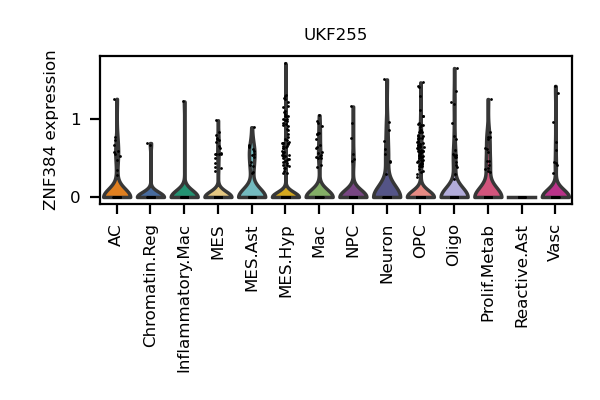 UKF255
ZNF384 expression
1
0
AC
Chromatin.Reg
Inflammatory.Mac
MES
MES.Ast
MES.Hyp
Mac
NPC
Neuron
OPC
Oligo
Prolif.Metab
Reactive.Ast
Vasc